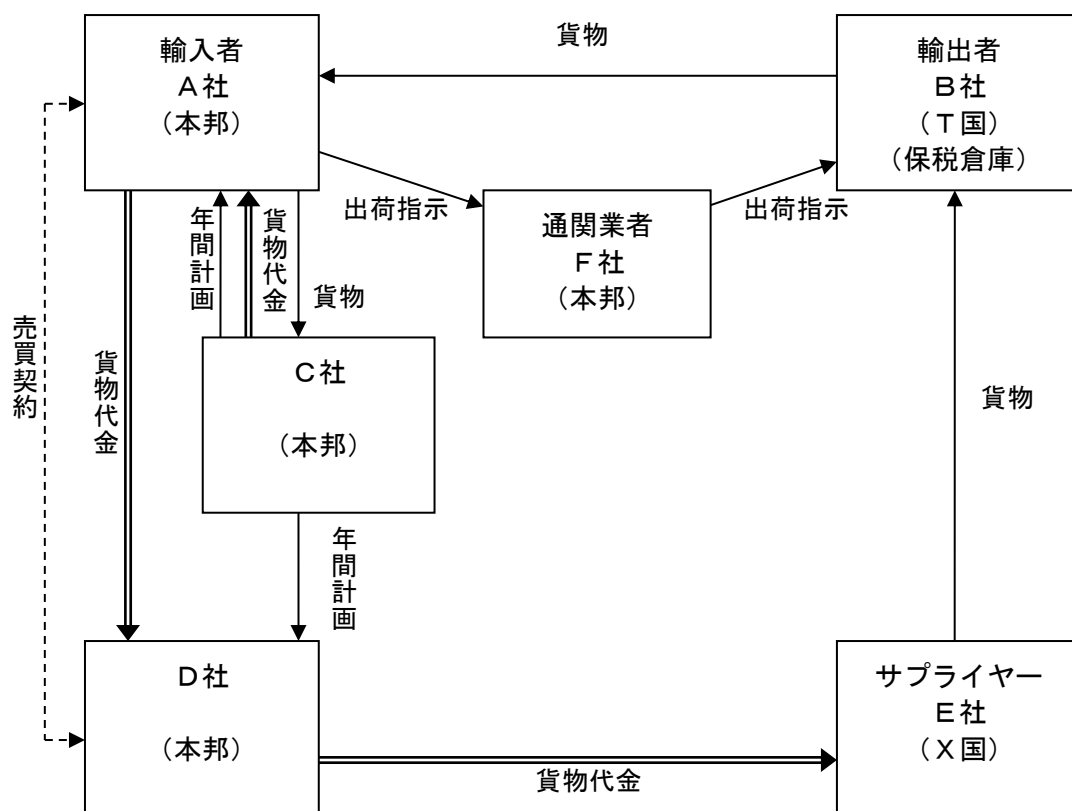 輸入者
A社
(本邦)
貨物
輸出者
B社
(T国)
(保税倉庫)
出荷指示
通関業者
F社
(本邦)
出荷指示
年間計画
貨物代金
貨物
売買契約
貨物代金
C社
(本邦)
貨物
年間計画
D社
(本邦)
貨物代金
サプライヤー
E社
(X国)